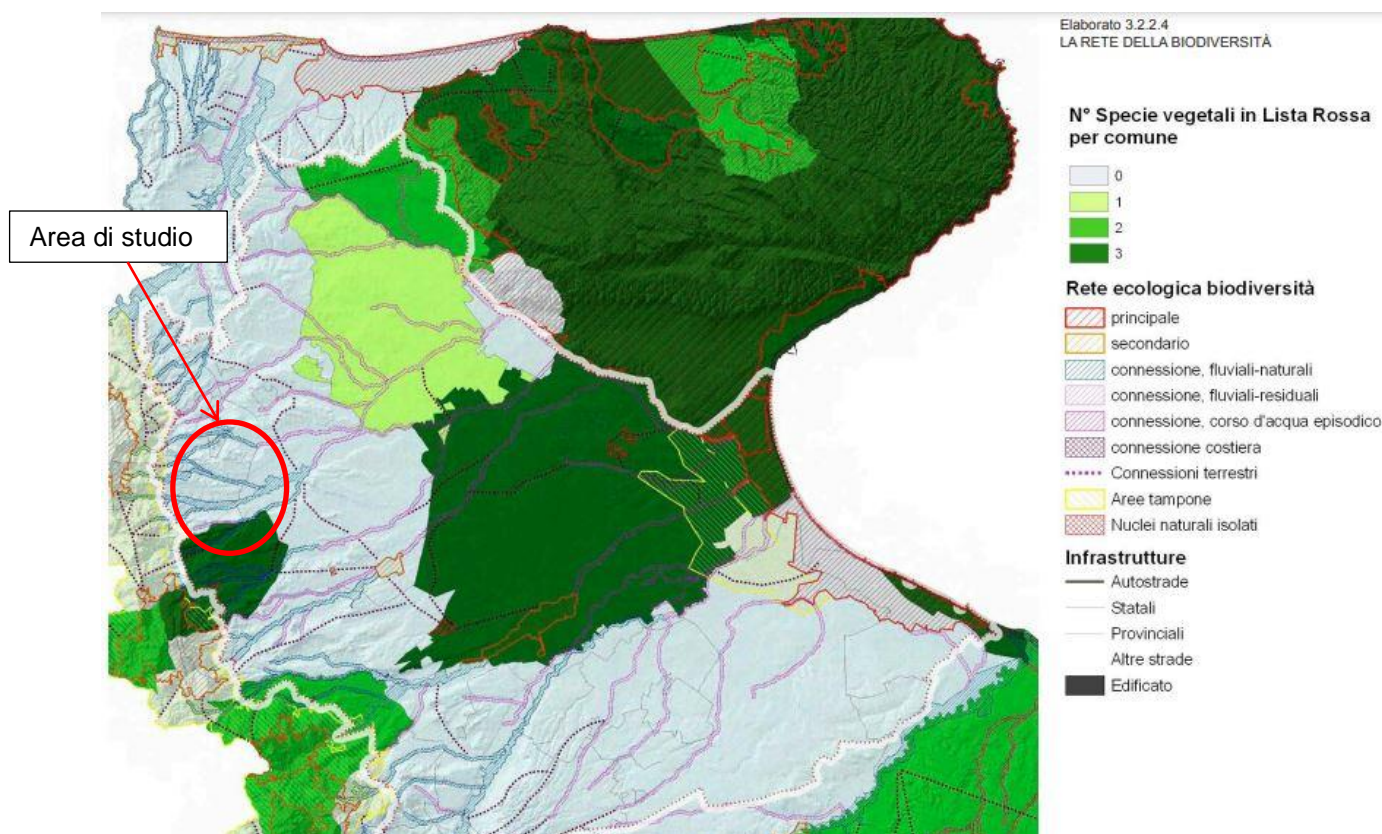 Elaborato 3.2.2.4
LA RETE DELLA BIODIVERSITÀ
N° Specie vegetali in Lista Rossa
per comune
0
1
2
3
Rete ecologica biodiversità
principale
secondario
connessione, fluviali-naturali
connessione, fluviali-residuali
connessione, corso d'acqua episodico
connessione costiera
Connessioni terrestri
Aree tampone
Nuclei naturali isolati
Infrastrutture
Autostrade
Statali
Provinciali
Altre strade
Edificato
Area di studio